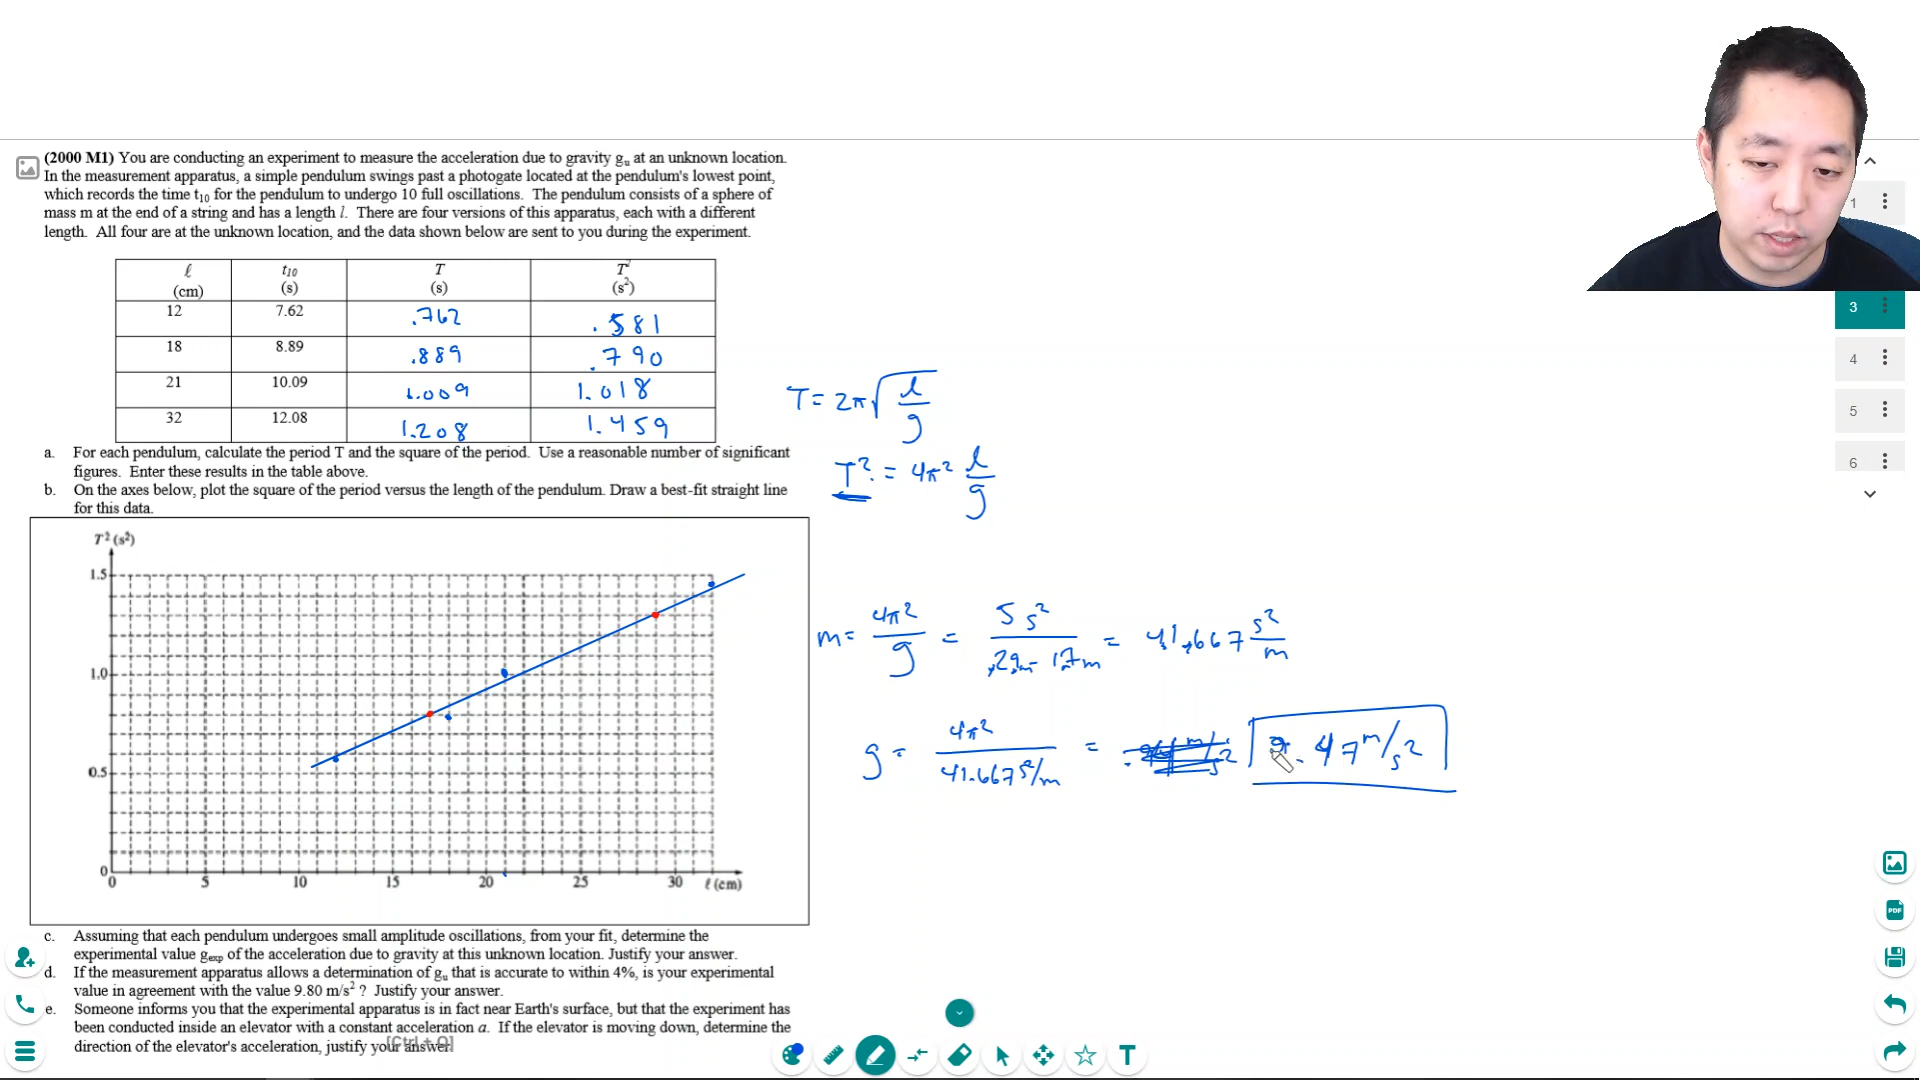 (2000 M1) You are conducting an experiment to measure the acceleration due to gravity gᵤ at an unknown location.
In the measurement apparatus, a simple pendulum swings past a photogate located at the pendulum's lowest point,
which records the time t₁₀ for the pendulum to undergo 10 full oscillations. The pendulum consists of a sphere of
mass m at the end of a string and has a length l. There are four versions of this apparatus, each with a different
length. All four are at the unknown location, and the data shown below are sent to you during the experiment.
ℓ (cm) t₁₀ (s) T (s) T² (s²)
12 7.62 .762 .581
18 8.89 .889 .790
21 10.09 1.009 1.018
32 12.08 1.208 1.459
a. For each pendulum, calculate the period T and the square of the period. Use a reasonable number of significant
figures. Enter these results in the table above.
b. On the axes below, plot the square of the period versus the length of the pendulum. Draw a best-fit straight line
for this data.
T² (s²)
1.5
1.0
0.5
0
0 5 10 15 20 25 30 ℓ (cm)
c. Assuming that each pendulum undergoes small amplitude oscillations, from your fit, determine the
experimental value gₑₓₚ of the acceleration due to gravity at this unknown location. Justify your answer.
d. If the measurement apparatus allows a determination of gᵤ that is accurate to within 4%, is your experimental
value in agreement with the value 9.80 m/s² ? Justify your answer.
e. Someone informs you that the experimental apparatus is in fact near Earth's surface, but that the experiment has
been conducted inside an elevator with a constant acceleration a. If the elevator is moving down, determine the
direction of the elevator's acceleration, justify your answer.
[Ctrl + Q]
T = 2π√(l/g)
T² = 4π² l/g
m = 4π²/g = 5 s²/.29m - .17m = 41.667 s²/m
g = 4π²/41.667 s²/m = 9.47 m/s²
1
3
4
5
6
PDF
T